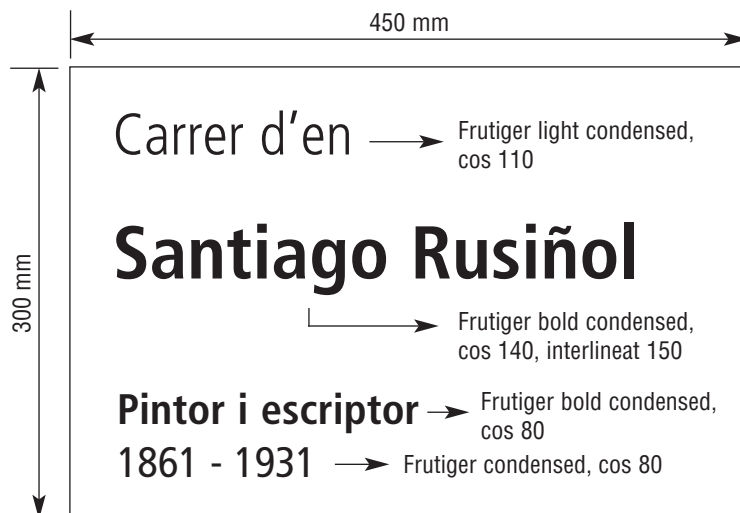 450 mm
300 mm
Carrer d'en
Frutiger light condensed,
cos 110
Santiago Rusiñol
Frutiger bold condensed,
cos 140, interlineat 150
Pintor i escriptor
Frutiger bold condensed,
cos 80
1861 - 1931
Frutiger condensed, cos 80